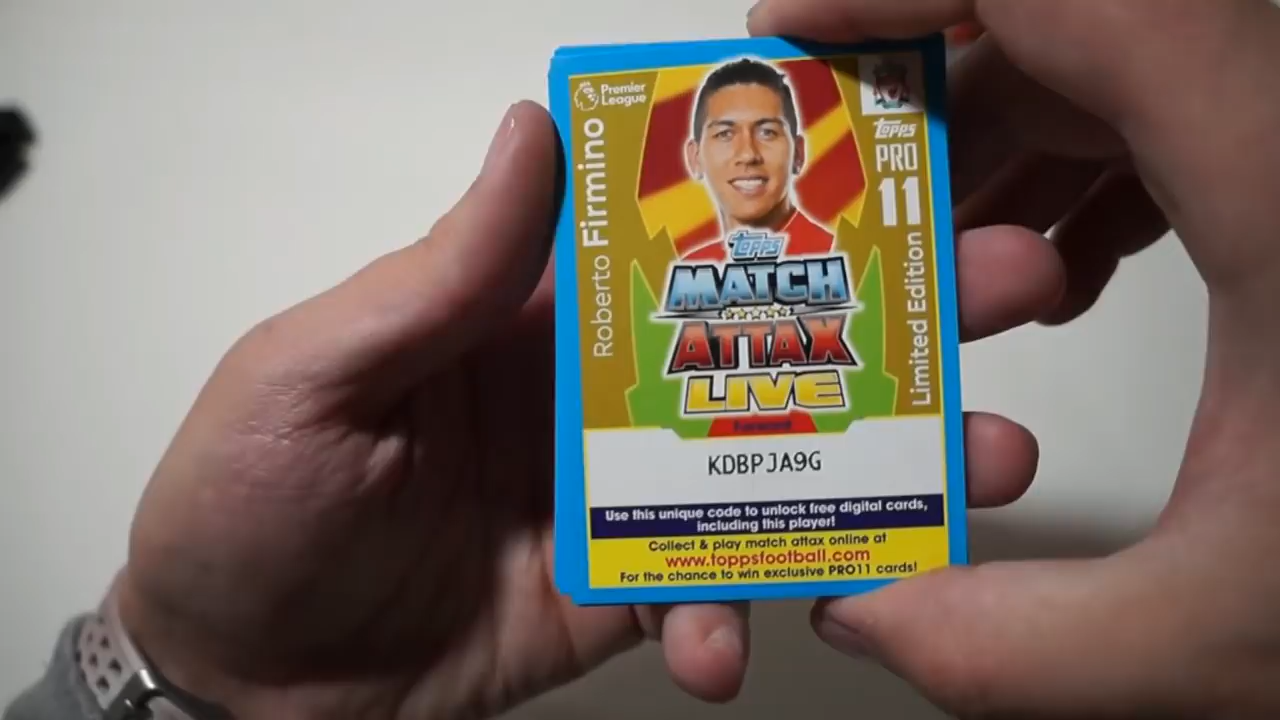 Premier
League
Roberto Firmino
Topps
PRO
11
Limited Edition
Topps
MATCH
ATTAX
LIVE
Forward
KDBPJA9G
Use this unique code to unlock free digital cards,
including this player!
Collect & play match attax online at
www.toppsfootball.com
For the chance to win exclusive PRO11 cards!